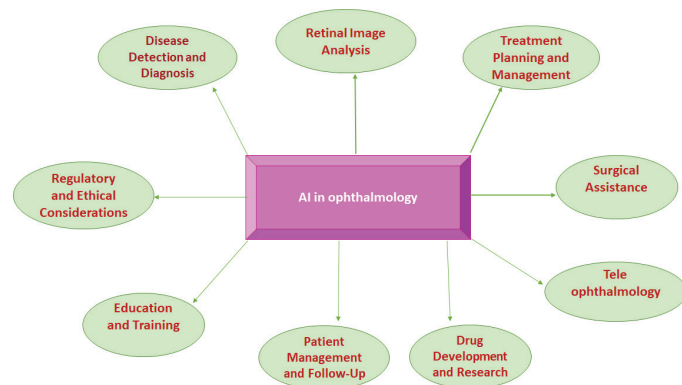 Disease
Detection and
Diagnosis
Retinal Image
Analysis
Treatment
Planning and
Management
Regulatory
and Ethical
Considerations
AI in ophthalmology
Surgical
Assistance
Tele
ophthalmology
Education
and Training
Patient
Management
and Follow-Up
Drug
Development
and Research